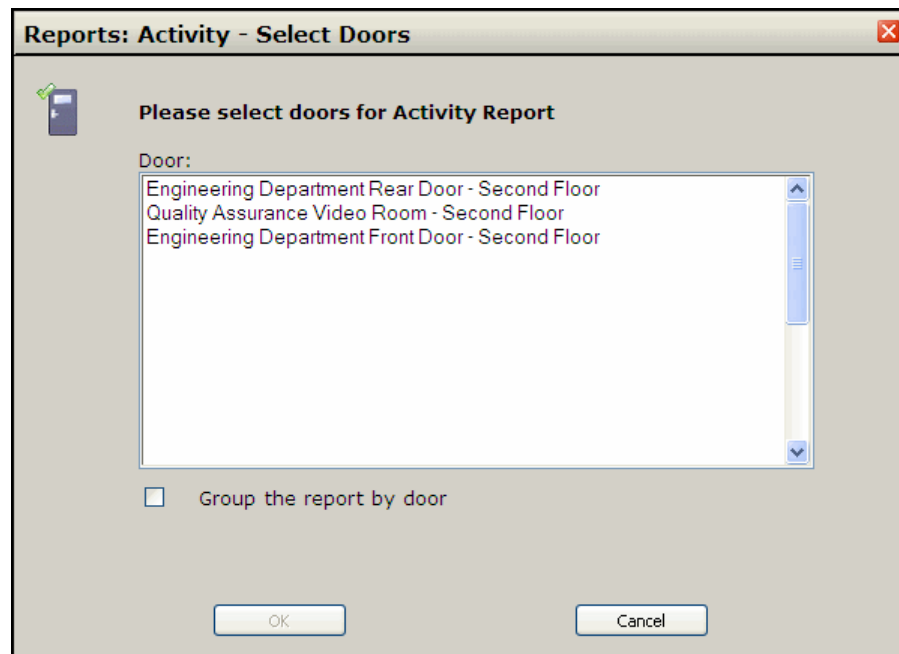 Reports: Activity - Select Doors
Please select doors for Activity Report
Door:
Engineering Department Rear Door - Second Floor
Quality Assurance Video Room - Second Floor
Engineering Department Front Door - Second Floor
Group the report by door
OK
Cancel